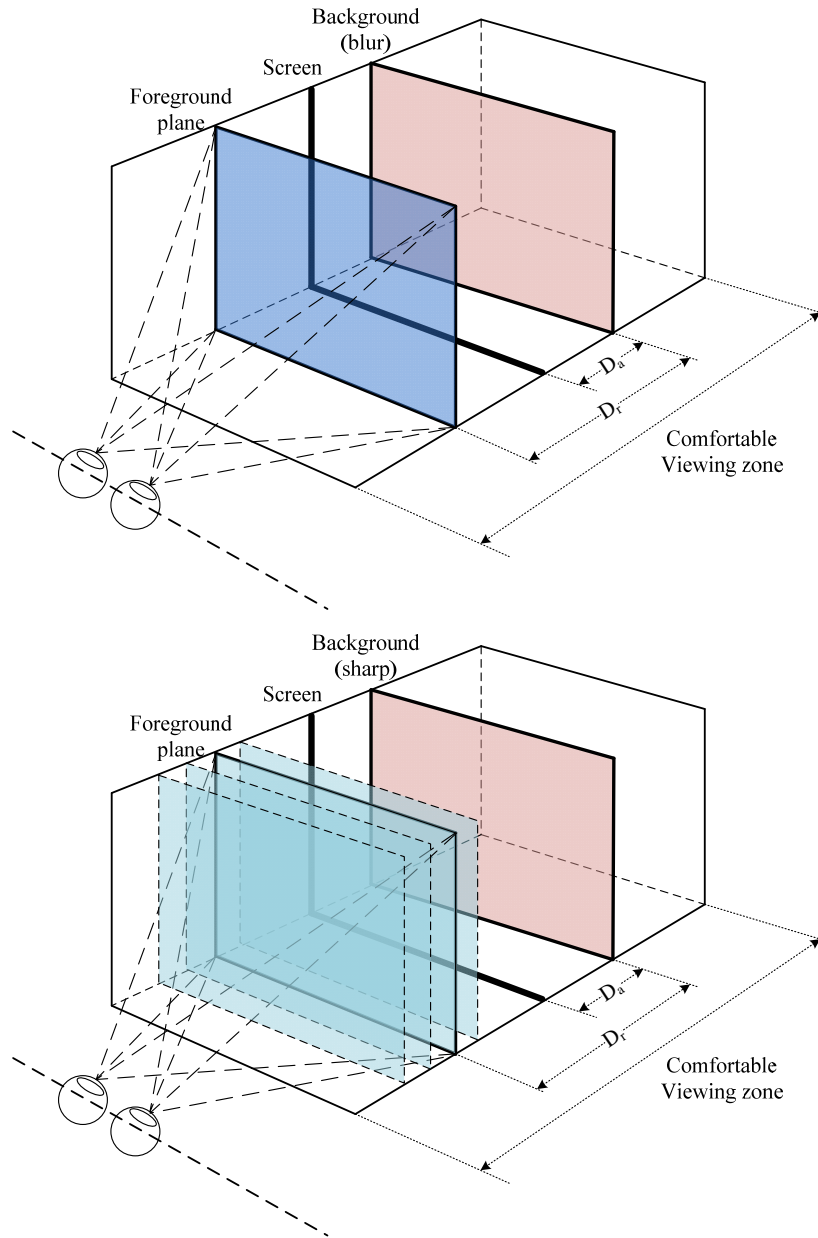 Background
(blur)
Screen
Foreground
plane
Dₐ
Dᵣ
Comfortable
Viewing zone
Background
(sharp)
Screen
Foreground
plane
Dₐ
Dᵣ
Comfortable
Viewing zone